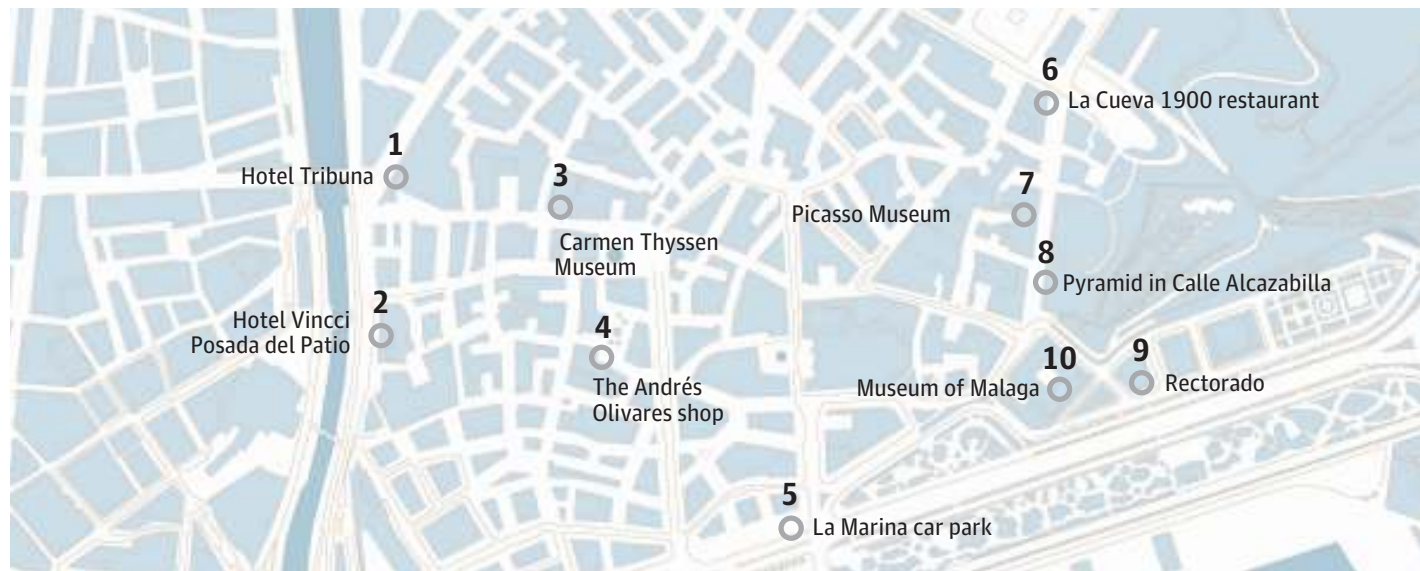 1
Hotel Tribuna
2
Hotel Vincci
Posada del Patio
3
Carmen Thyssen
Museum
4
The Andrés
Olivares shop
5
La Marina car park
6
La Cueva 1900 restaurant
7
Picasso Museum
8
Pyramid in Calle Alcazabilla
9
Rectorado
10
Museum of Malaga